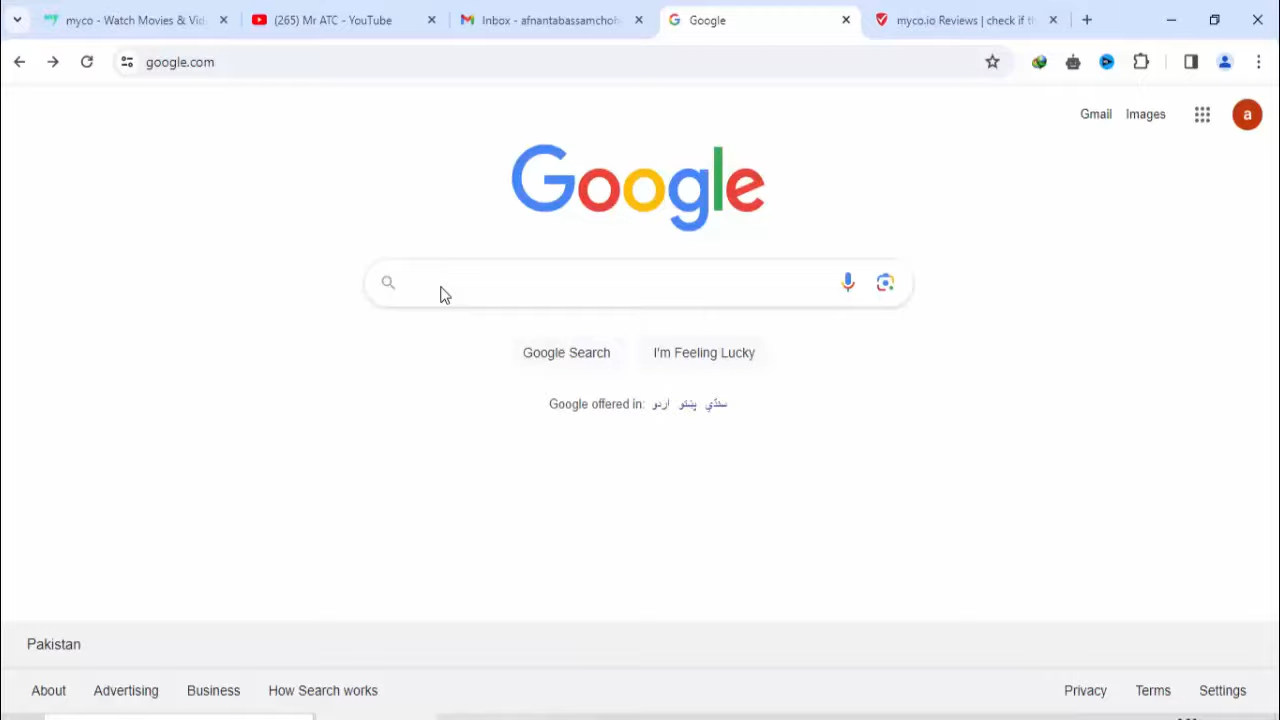 myco - Watch Movies & Vid
(265) Mr ATC - YouTube
Inbox - afnantabassamchoh
Google
myco.io Reviews | check if th
google.com
Gmail
Images
a
Google
Google Search
I'm Feeling Lucky
Google offered in: اردو پښتو سنڌي
Pakistan
About
Advertising
Business
How Search works
Privacy
Terms
Settings